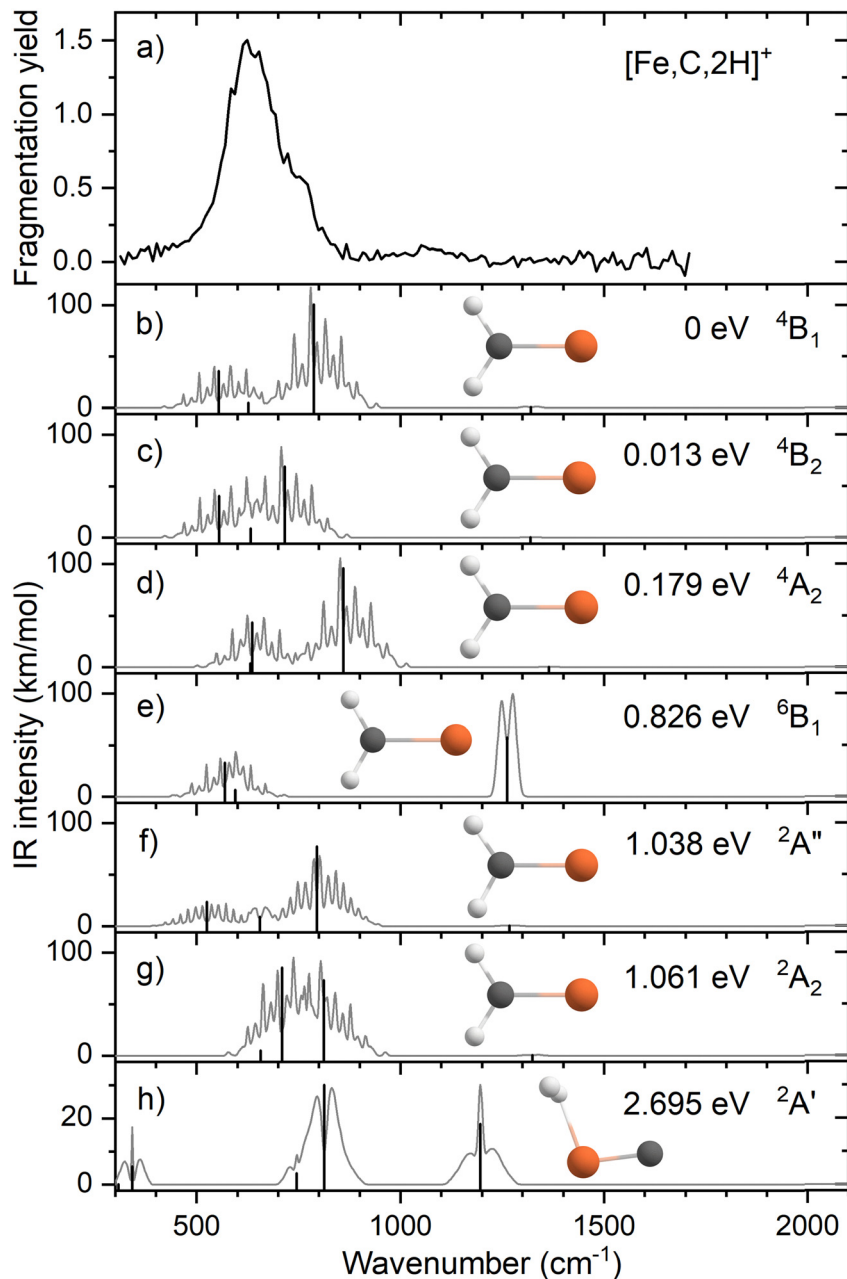 a)
[Fe,C,2H]⁺
Fragmentation yield
1.5
1.0
0.5
0.0
b)
0 eV ⁴B₁
100
0
c)
0.013 eV ⁴B₂
100
0
d)
0.179 eV ⁴A₂
100
0
e)
0.826 eV ⁶B₁
100
0
IR intensity (km/mol)
f)
1.038 eV ²A"
100
0
g)
1.061 eV ²A₂
100
0
h)
2.695 eV ²A'
20
0
500 1000 1500 2000
Wavenumber (cm⁻¹)